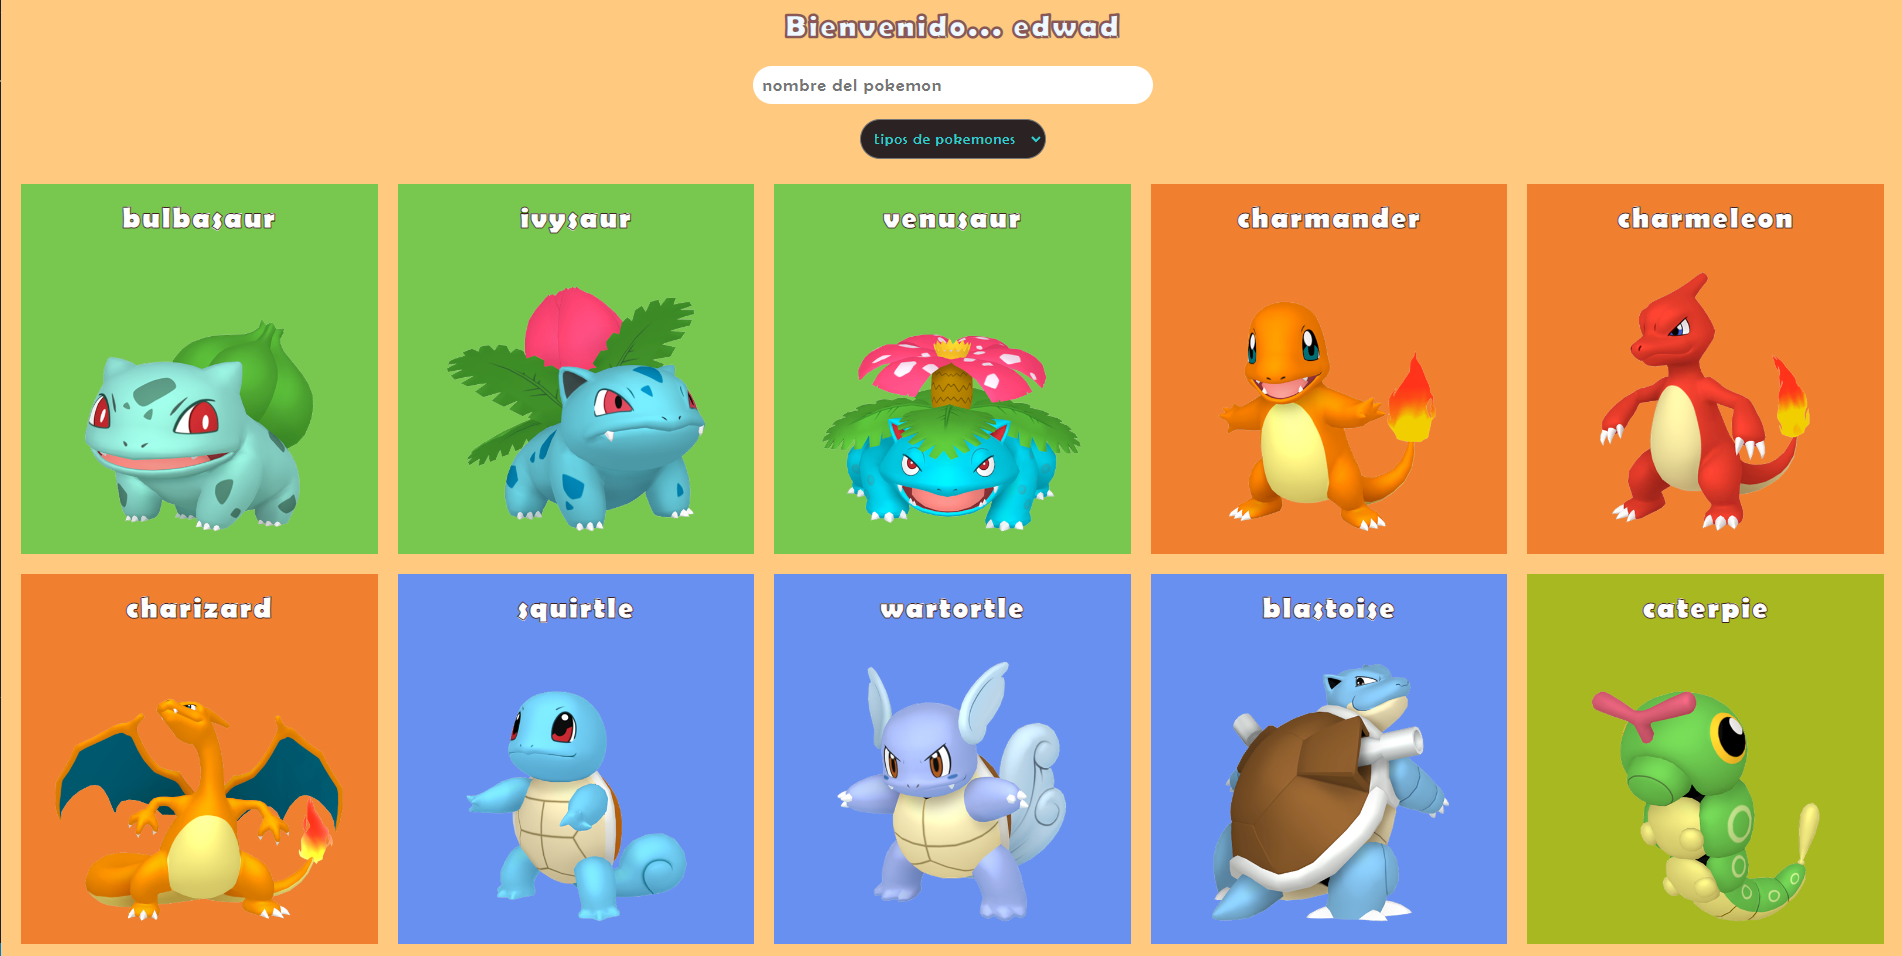 Bienvenido... edwad
nombre del pokemon
tipos de pokemones
bulbasaur
ivysaur
venusaur
charmander
charmeleon
charizard
squirtle
wartortle
blastoise
caterpie